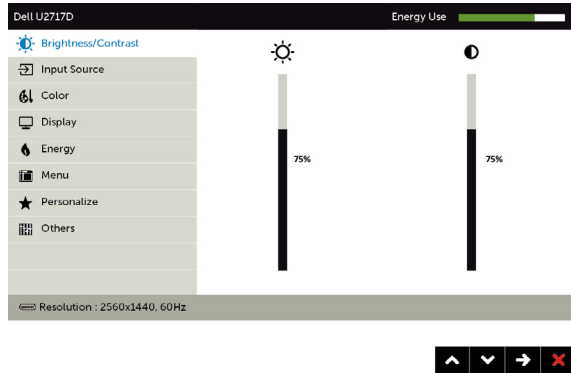 Dell U2717D
Energy Use
Brightness/Contrast
Input Source
Color
Display
Energy
Menu
Personalize
Others
75%
75%
Resolution : 2560x1440, 60Hz